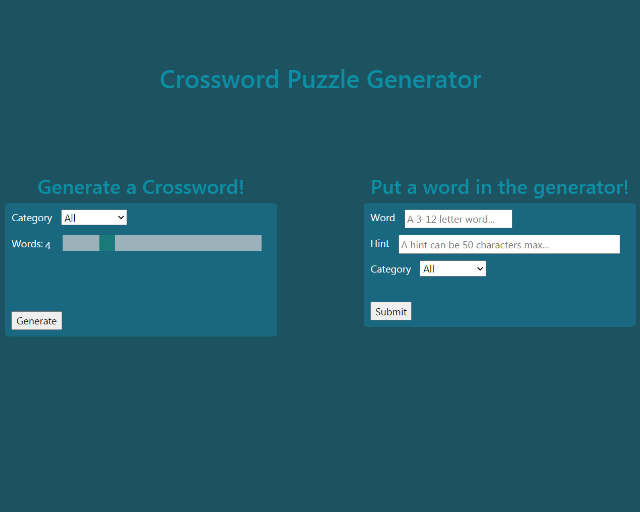 Crossword Puzzle Generator
Generate a Crossword!
Category All
Words: 4
Generate
Put a word in the generator!
Word A 3-12 letter word...
Hint A hint can be 50 characters max...
Category All
Submit